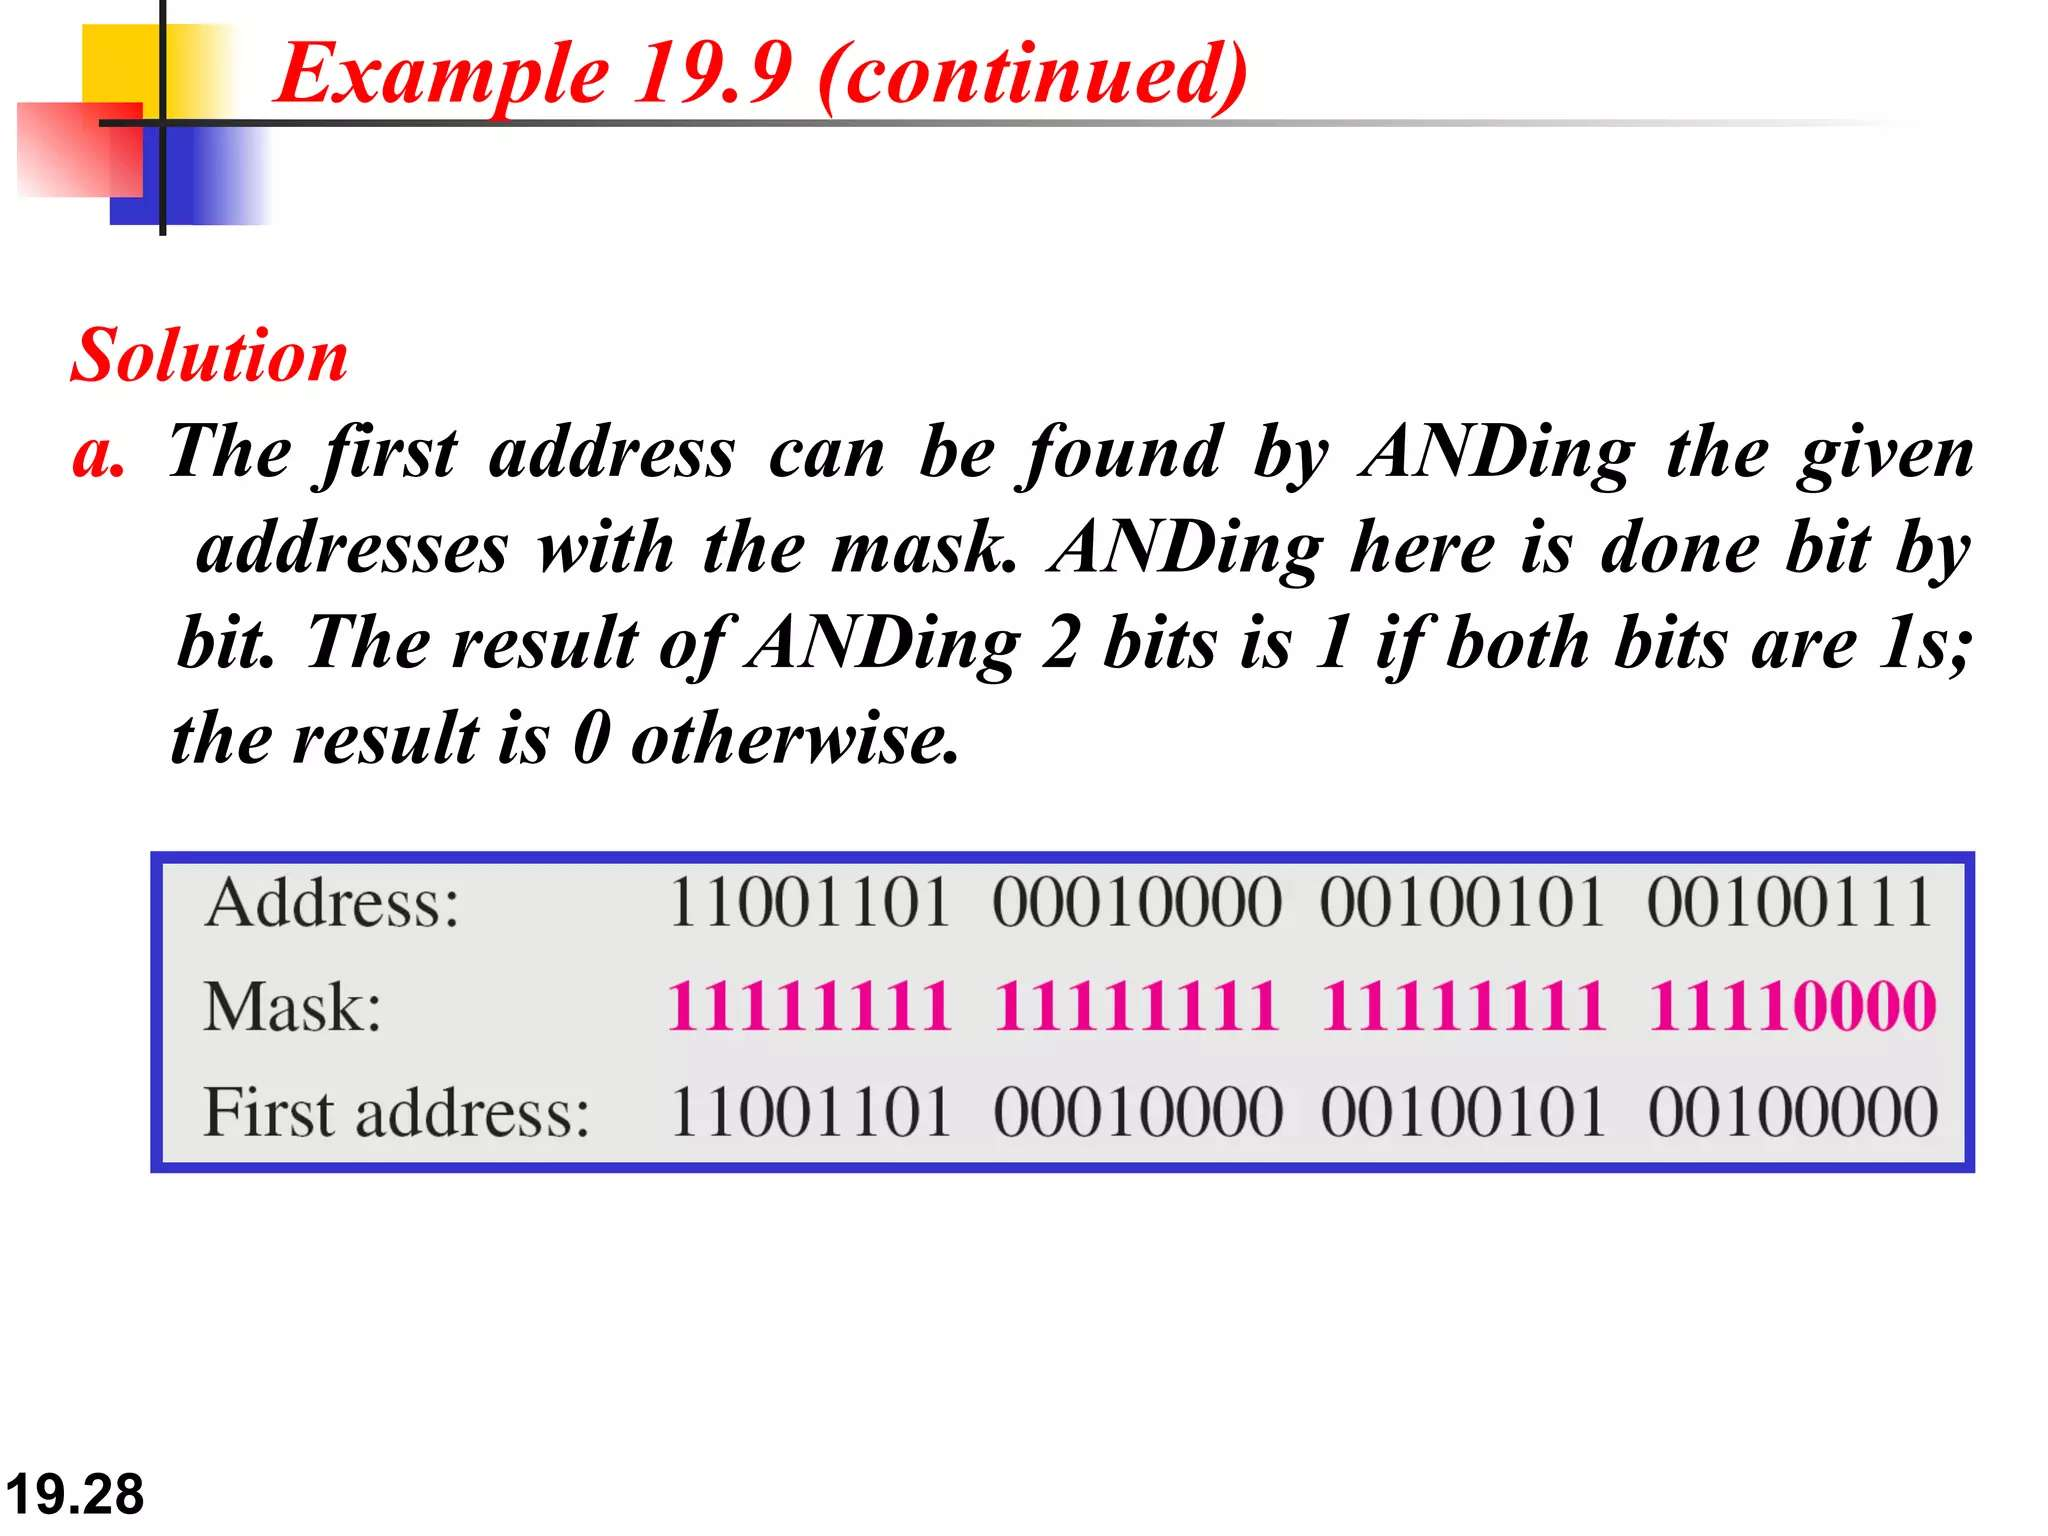 Example 19.9 (continued)
Solution
a. The first address can be found by ANDing the given
addresses with the mask. ANDing here is done bit by
bit. The result of ANDing 2 bits is 1 if both bits are 1s;
the result is 0 otherwise.
Address: 11001101 00010000 00100101 00100111
Mask: 11111111 11111111 11111111 11110000
First address: 11001101 00010000 00100101 00100000
19.28